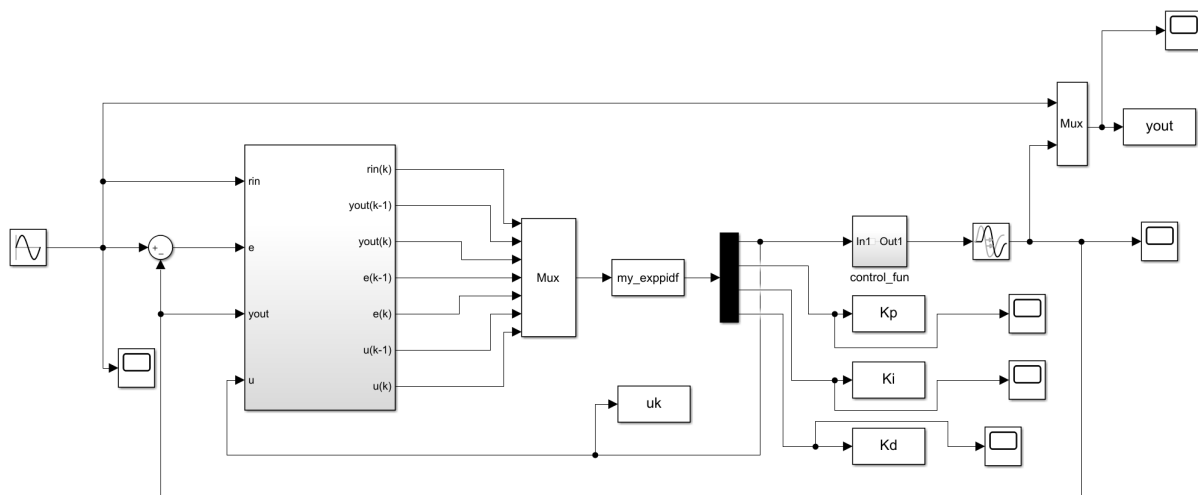 Mux
yout
rin
e
yout
u
rin(k)
yout(k-1)
yout(k)
e(k-1)
e(k)
u(k-1)
u(k)
Mux
my_exppidf
In1
Out1
control_fun
Kp
Ki
Kd
uk